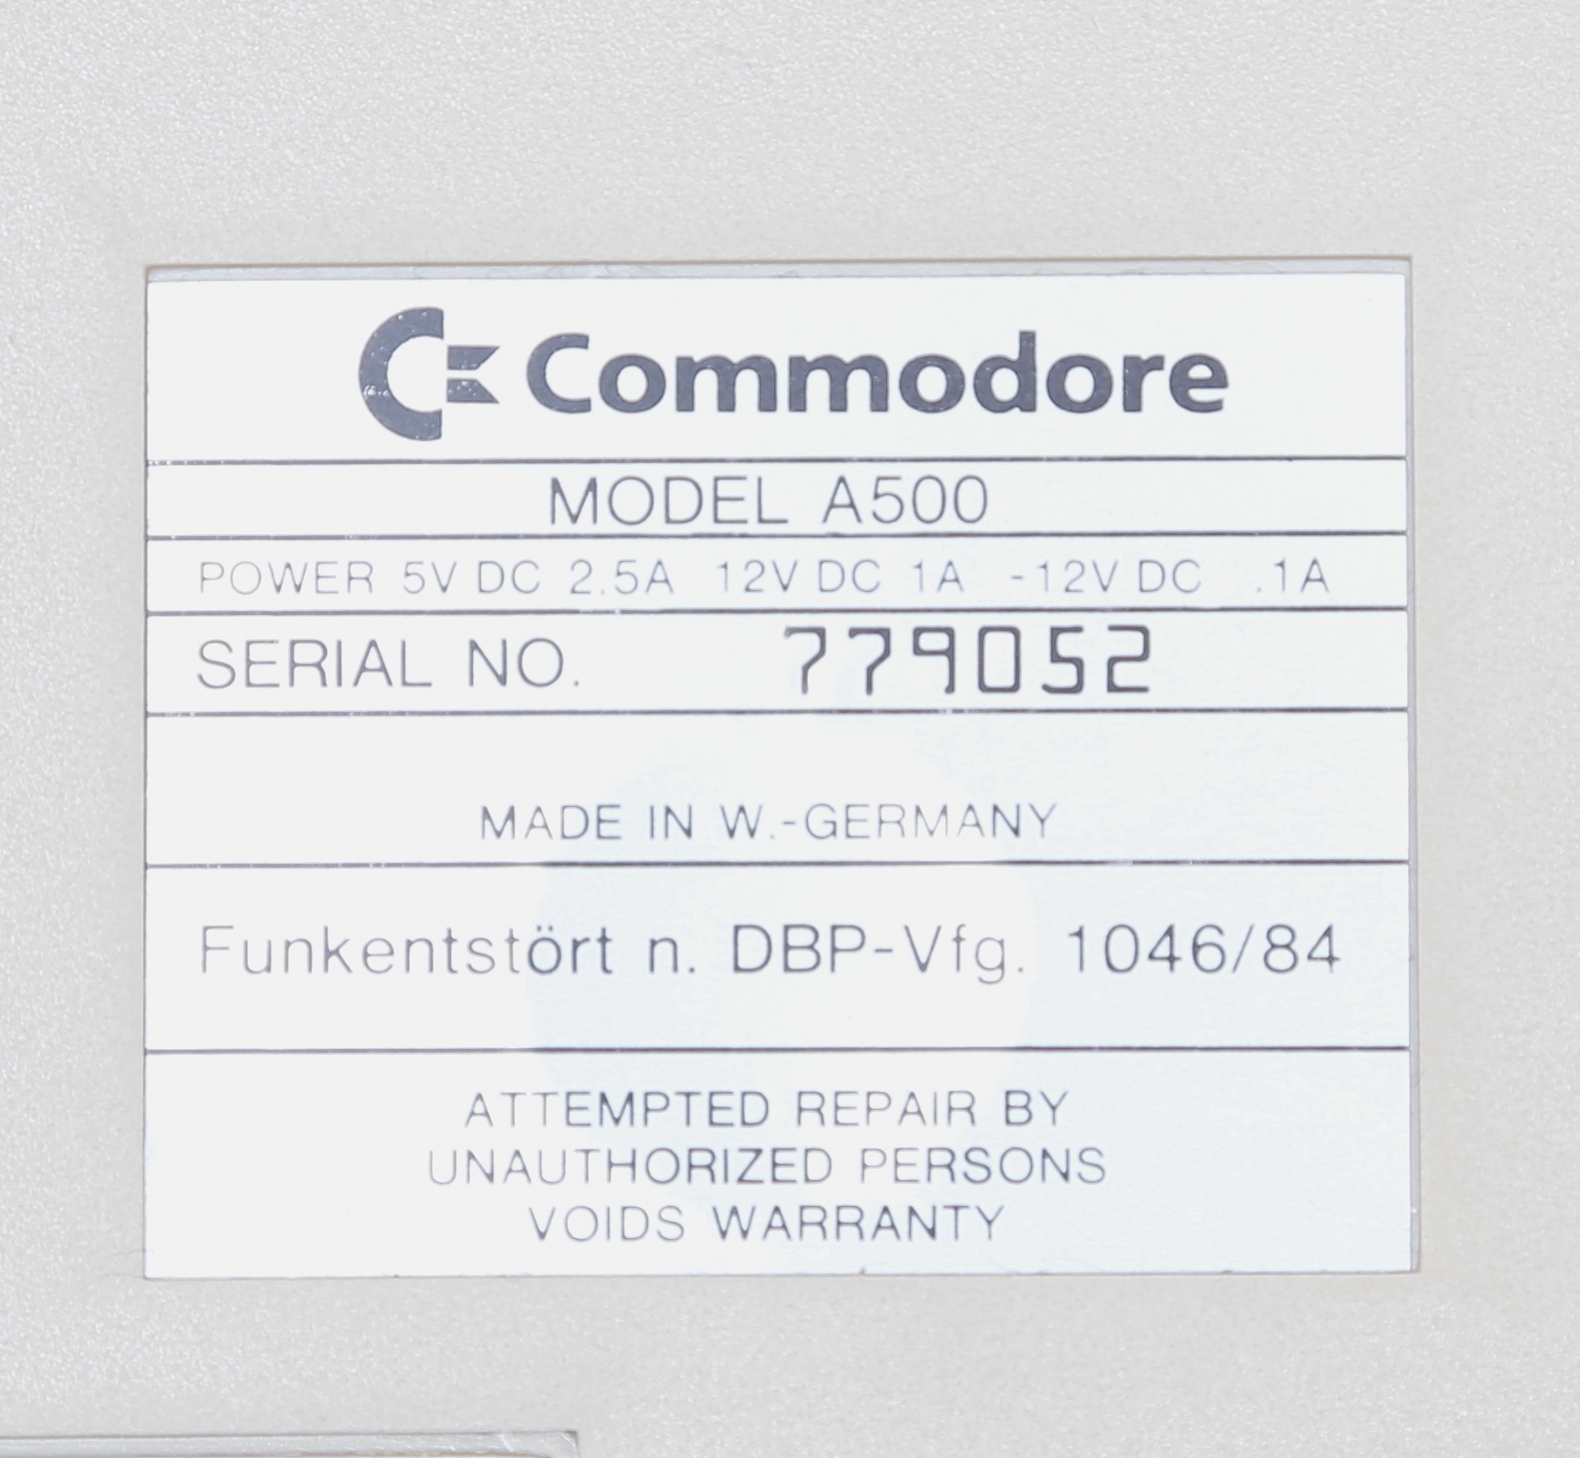 Commodore
MODEL A500
POWER 5V DC 2.5A 12V DC 1A -12V DC .1A
SERIAL NO. 779052
MADE IN W.-GERMANY
Funkentstört n. DBP-Vfg. 1046/84
ATTEMPTED REPAIR BY
UNAUTHORIZED PERSONS
VOIDS WARRANTY